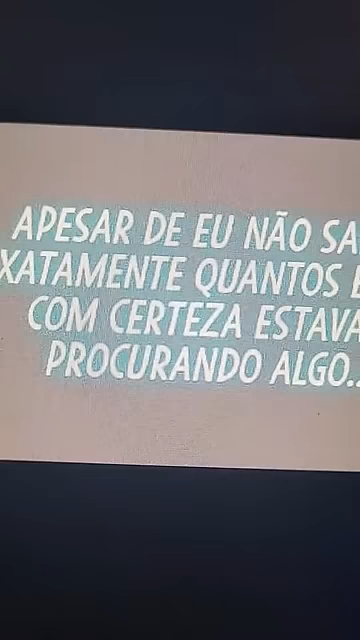 APESAR DE EU NÃO SA
XATAMENTE QUANTOS
COM CERTEZA ESTAVA
PROCURANDO ALGO..